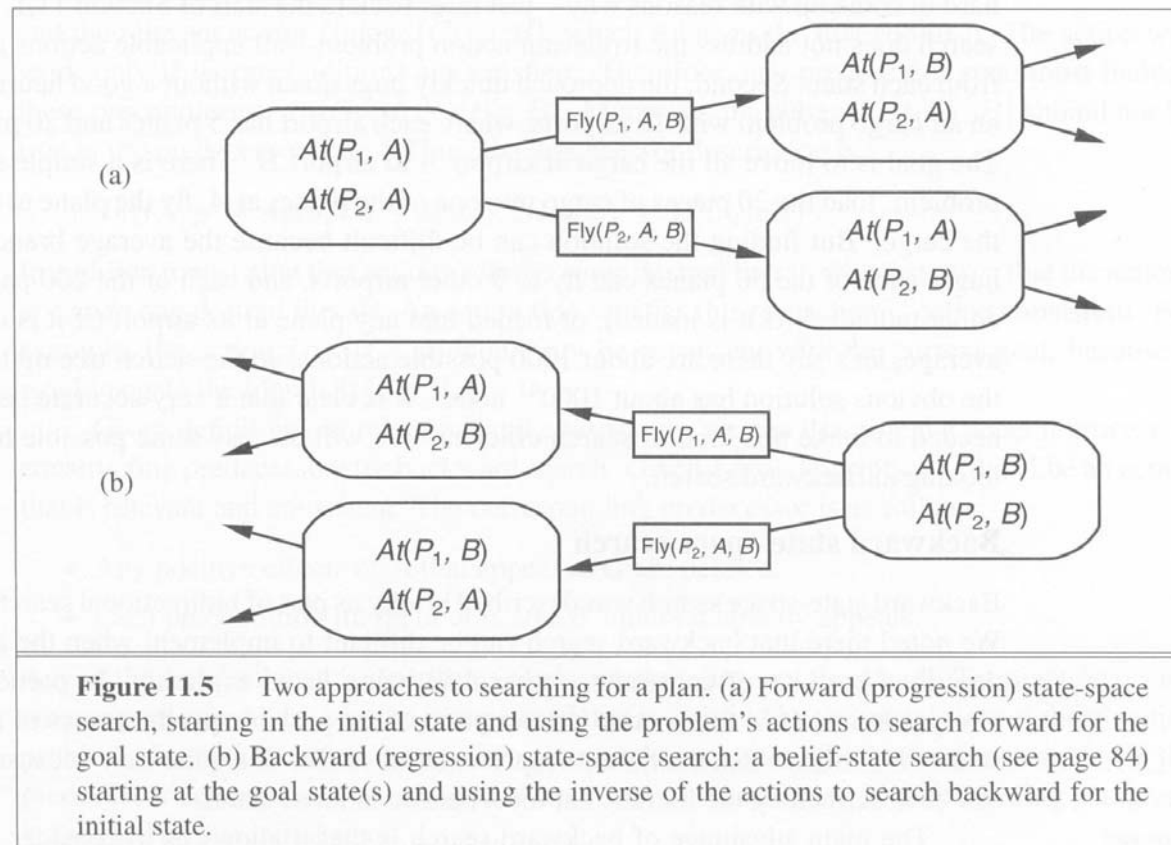 At(P₁, B)
Fly(P₁, A, B)
At(P₂, A)
At(P₁, A)
(a)
At(P₂, A)
Fly(P₂, A, B)
At(P₁, A)
At(P₂, B)
At(P₁, A)
At(P₂, B)
Fly(P₁, A, B)
At(P₁, B)
(b)
At(P₂, B)
Fly(P₂, A, B)
At(P₁, B)
At(P₂, A)
Figure 11.5 Two approaches to searching for a plan. (a) Forward (progression) state-space
search, starting in the initial state and using the problem's actions to search forward for the
goal state. (b) Backward (regression) state-space search: a belief-state search (see page 84)
starting at the goal state(s) and using the inverse of the actions to search backward for the
initial state.